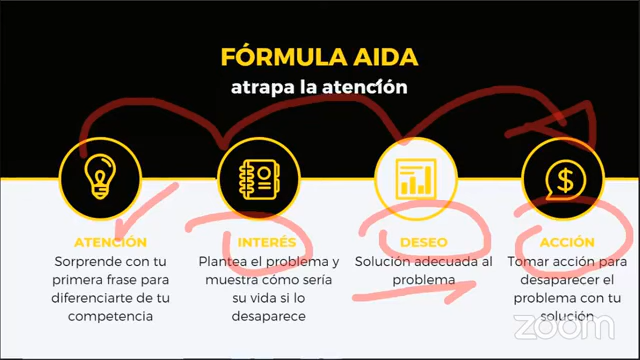 FÓRMULA AIDA
atrapa la atención
ATENCIÓN
Sorprende con tu
primera frase para
diferenciarte de tu
competencia
INTERÉS
Plantea el problema y
muestra cómo sería
su vida si lo
desaparece
DESEO
Solución adecuada al
problema
ACCIÓN
Tomar acción para
desaparecer el
problema con tu
solución
$
zoom